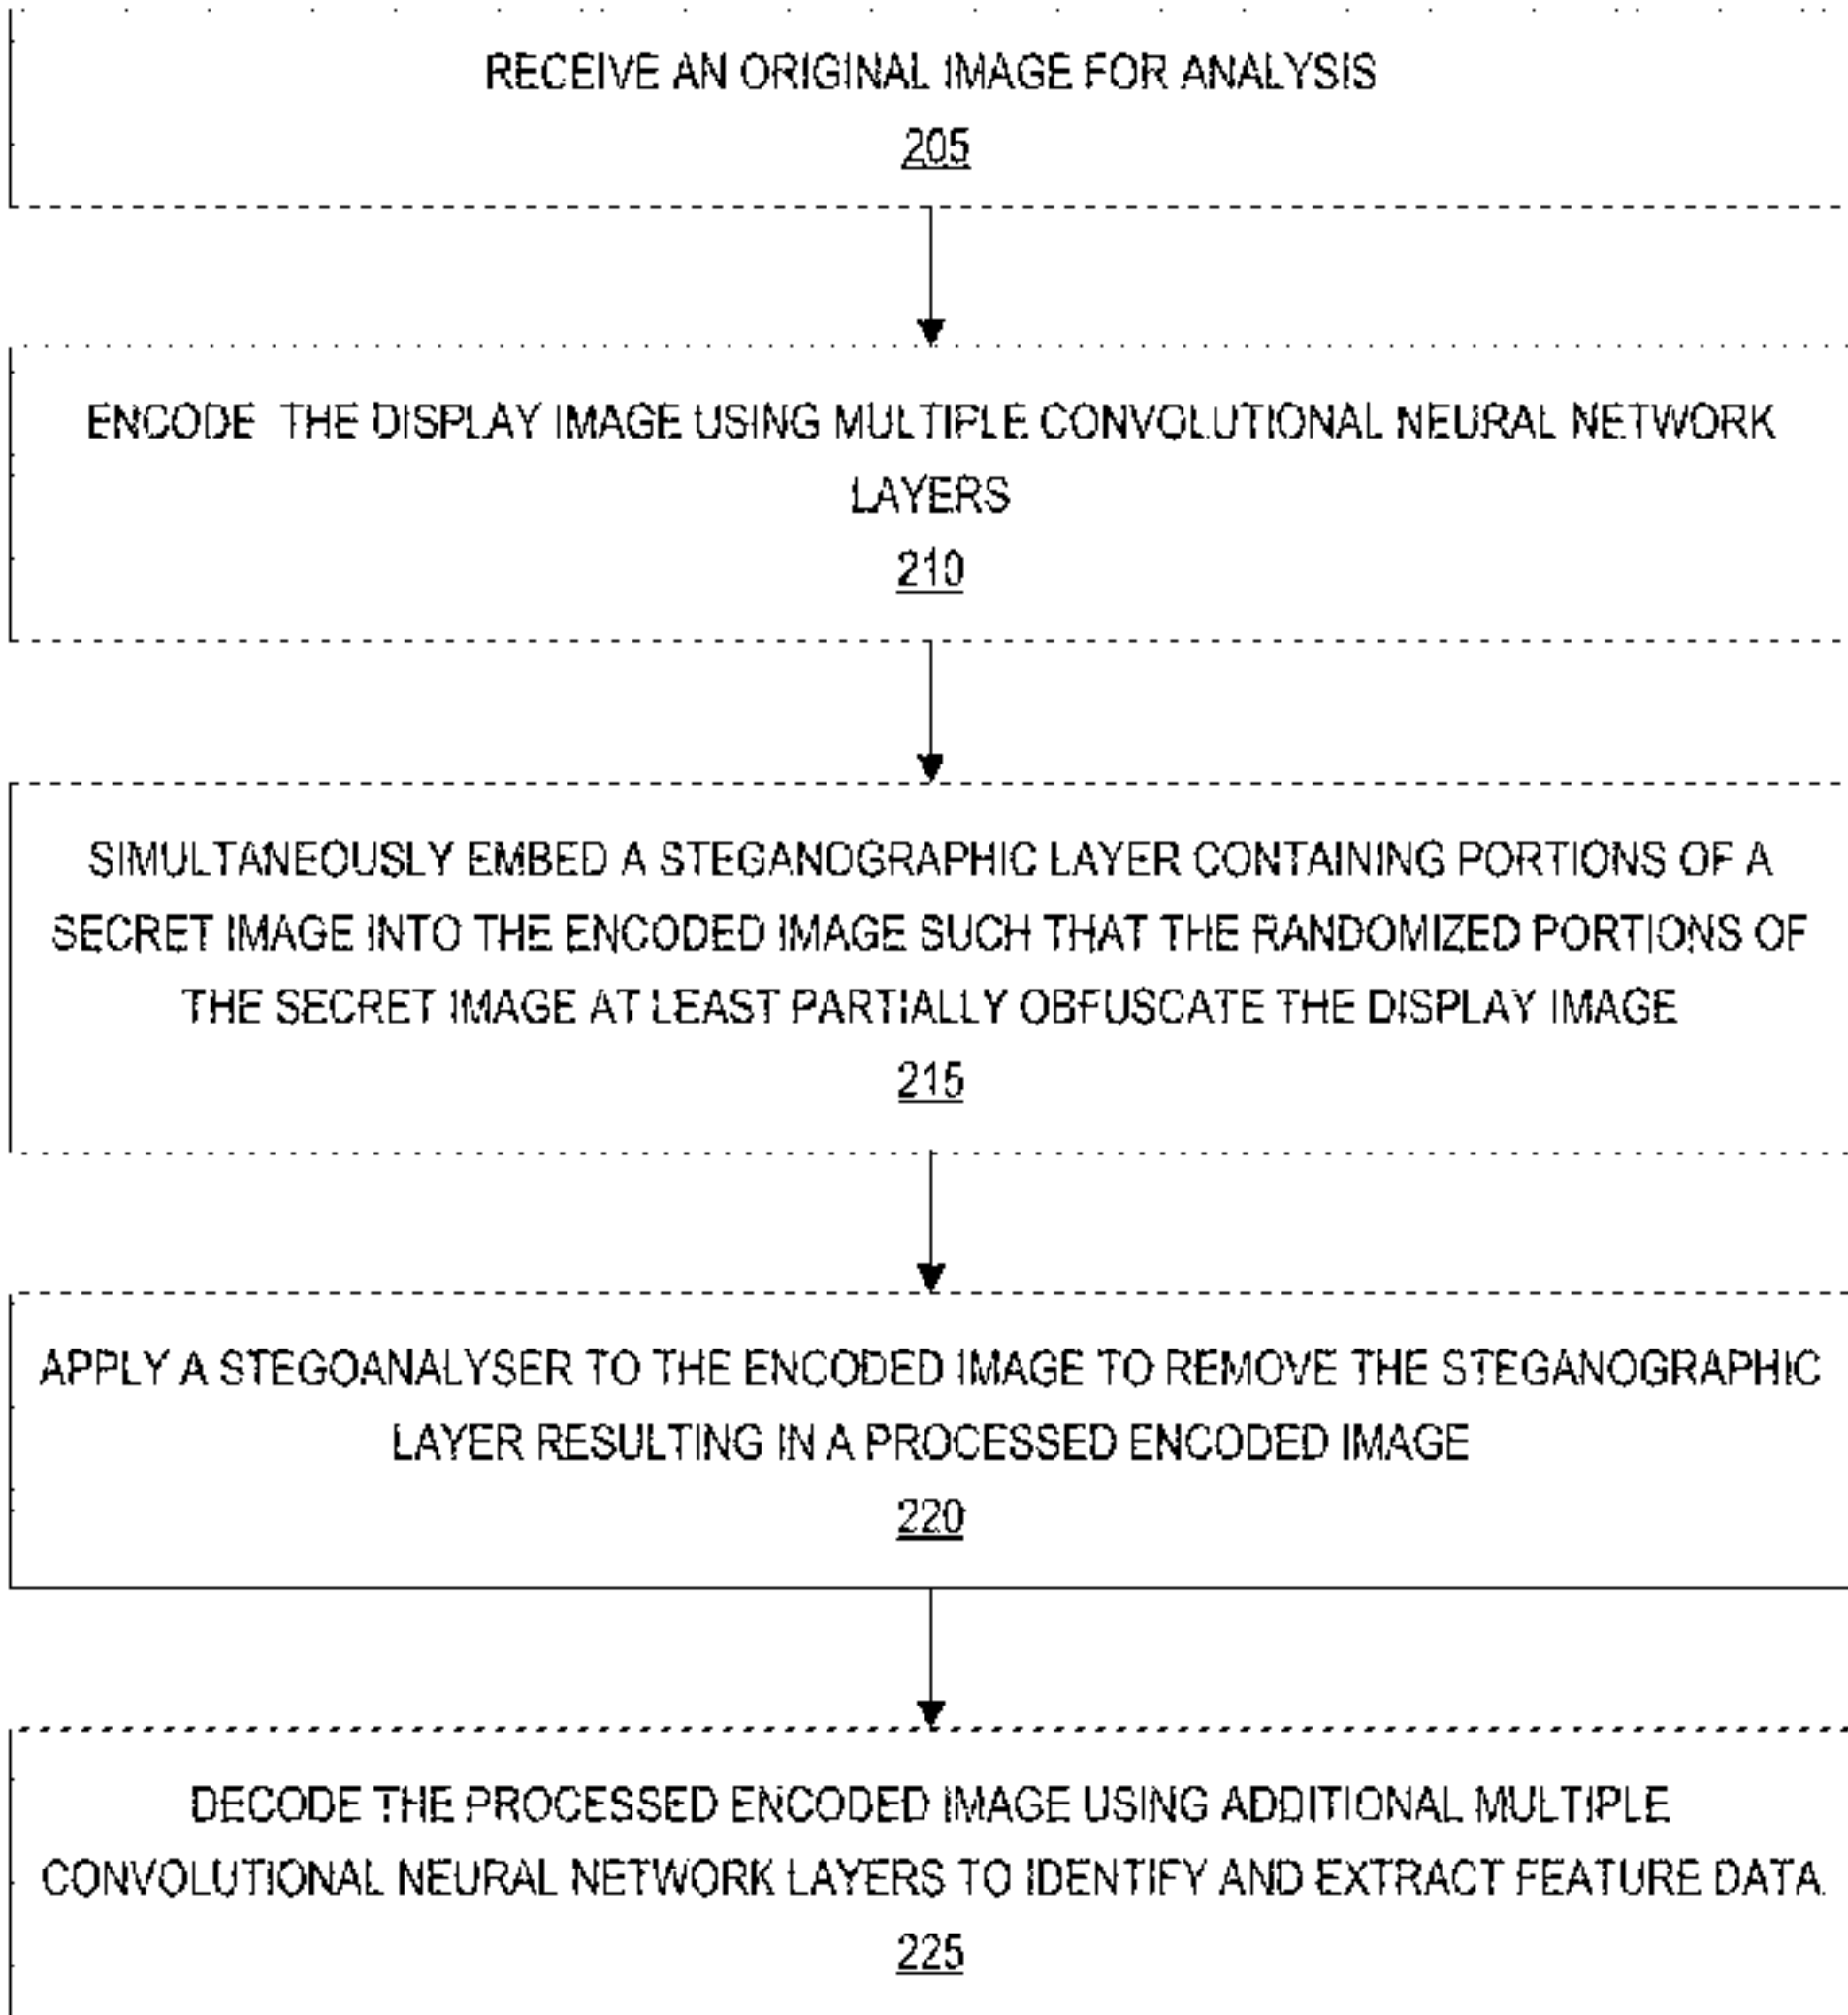 RECEIVE AN ORIGINAL IMAGE FOR ANALYSIS
205
ENCODE THE DISPLAY IMAGE USING MULTIPLE CONVOLUTIONAL NEURAL NETWORK
LAYERS
210
SIMULTANEOUSLY EMBED A STEGANOGRAPHIC LAYER CONTAINING PORTIONS OF A
SECRET IMAGE INTO THE ENCODED IMAGE SUCH THAT THE RANDOMIZED PORTIONS OF
THE SECRET IMAGE AT LEAST PARTIALLY OBFUSCATE THE DISPLAY IMAGE
215
APPLY A STEGOANALYSER TO THE ENCODED IMAGE TO REMOVE THE STEGANOGRAPHIC
LAYER RESULTING IN A PROCESSED ENCODED IMAGE
220
DECODE THE PROCESSED ENCODED IMAGE USING ADDITIONAL MULTIPLE
CONVOLUTIONAL NEURAL NETWORK LAYERS TO IDENTIFY AND EXTRACT FEATURE DATA
225